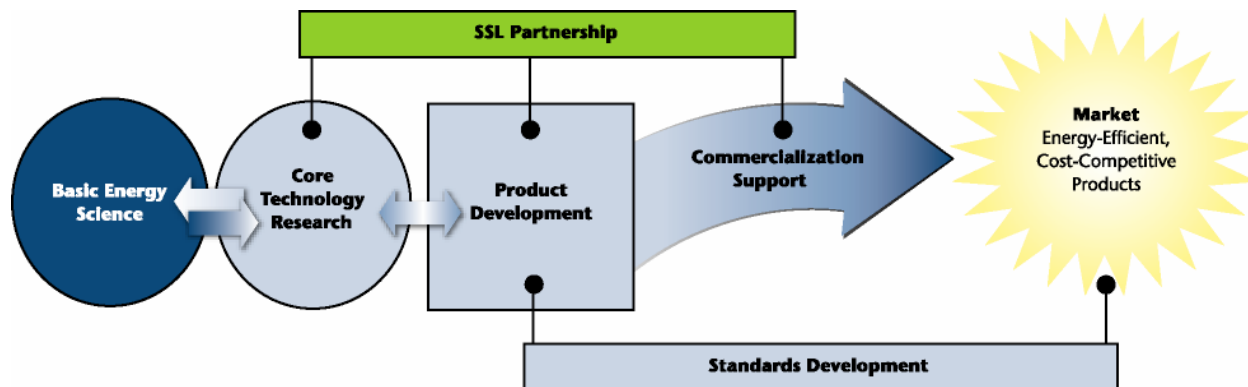 SSL Partnership
Basic Energy
Science
Core
Technology
Research
Product
Development
Commercialization
Support
Market
Energy-Efficient,
Cost-Competitive
Products
Standards Development